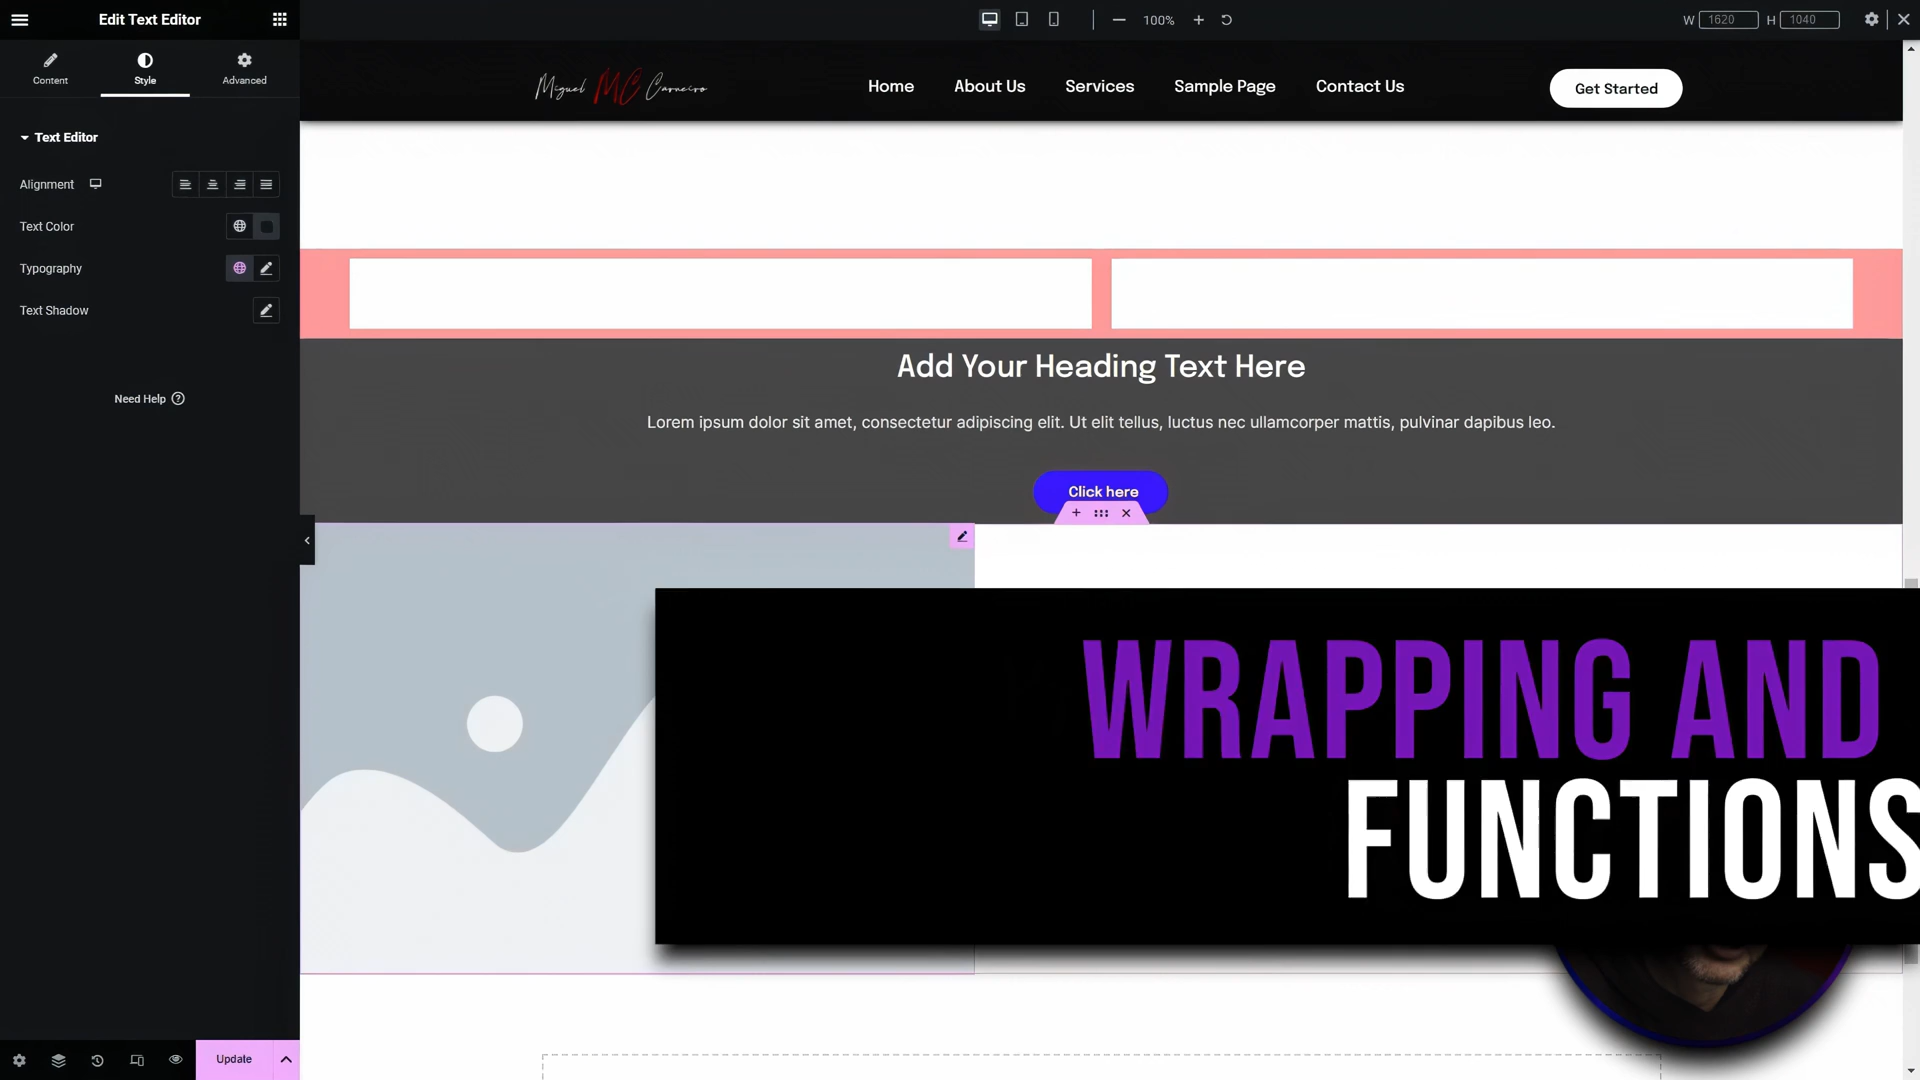 Edit Text Editor
100%
W 1620 H 1040
Content
Style
Advanced
Miguel MC Carneiro
Home
About Us
Services
Sample Page
Contact Us
Get Started
Text Editor
Alignment
Text Color
Typography
Text Shadow
Need Help
Add Your Heading Text Here
Lorem ipsum dolor sit amet, consectetur adipiscing elit. Ut elit tellus, luctus nec ullamcorper mattis, pulvinar dapibus leo.
Click here
WRAPPING AND
FUNCTIONS
Update